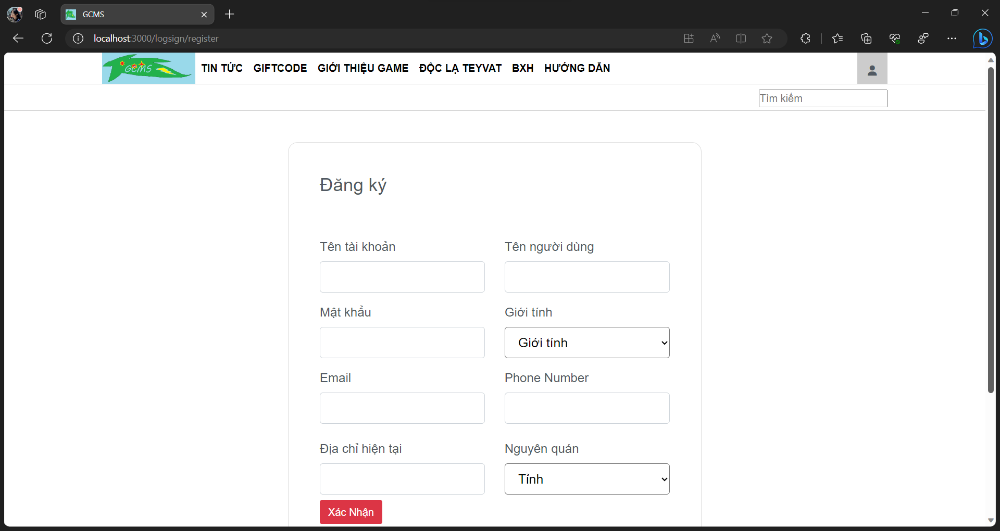 GCMS
localhost:3000/logsign/register
GCMS
TIN TỨC GIFTCODE GIỚI THIỆU GAME ĐỘC LẠ TEYVAT BXH HƯỚNG DẪN
Tìm kiếm
Đăng ký
Tên tài khoản Tên người dùng
Mật khẩu Giới tính
Giới tính
Email Phone Number
Địa chỉ hiện tại Nguyên quán
Tỉnh
Xác Nhận